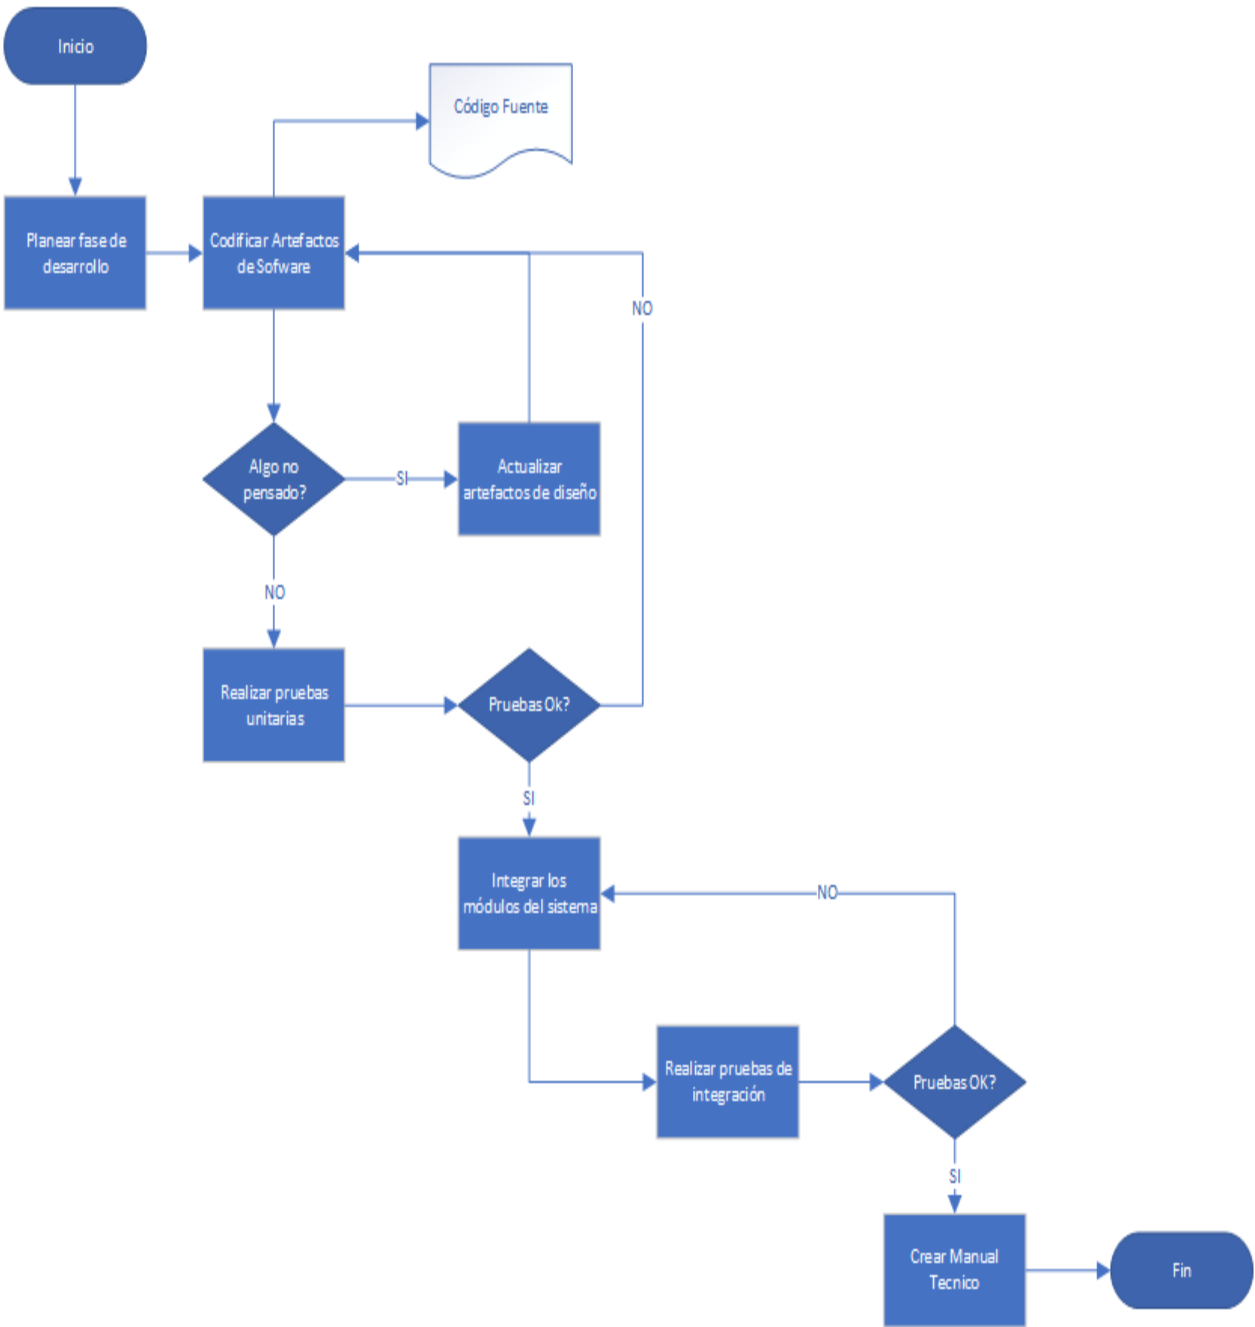 Inicio
Código Fuente
Planear fase de
desarrollo
Codificar Artefactos
de Sofware
NO
Algo no
pensado?
SI
Actualizar
artefactos de diseño
NO
Realizar pruebas
unitarias
Pruebas Ok?
SI
Integrar los
módulos del sistema
NO
Realizar pruebas de
integración
Pruebas OK?
SI
Crear Manual
Tecnico
Fin